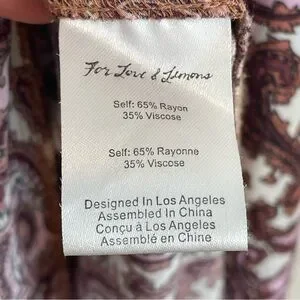 For Love & Lemons
Self: 65% Rayon
35% Viscose
Self: 65% Rayonne
35% Viscose
Designed In Los Angeles
Assembled In China
Conçu à Los Angeles
Assemblé en Chine